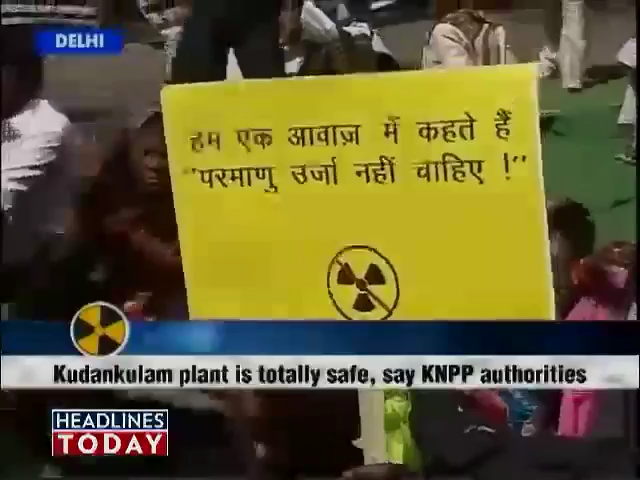 DELHI
हम एक आवाज़ में कहते हैं
"परमाणु उर्जा नहीं चाहिए !"
Kudankulam plant is totally safe, say KNPP authorities
HEADLINES
TODAY